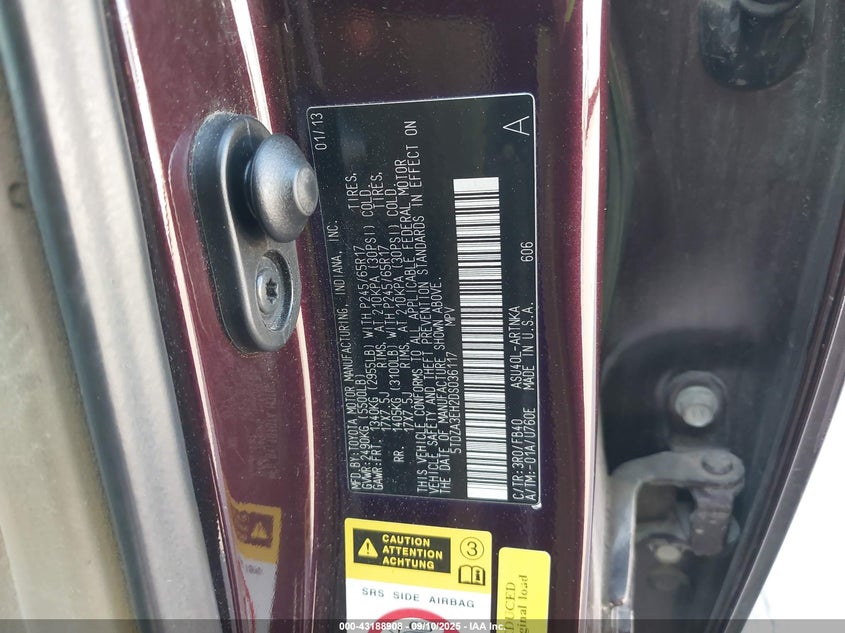 MFD.BY:TOYOTA MOTOR MANUFACTURING, INDIANA, INC. 01/13
GVWR:2490KG (5500LB)
GAWR:FRT. 1340KG (2955LB) WITH P245/65R17 TIRES,
17X7.5J RIMS, AT 210KPA (30PSI) COLD.
RR. 1405KG (3100LB) WITH P245/65R17 TIRES,
17X7.5J RIMS, AT 210KPA (30PSI) COLD.
THIS VEHICLE CONFORMS TO ALL APPLICABLE FEDERAL MOTOR
VEHICLE SAFETY AND THEFT PREVENTION STANDARDS IN EFFECT ON
THE DATE OF MANUFACTURE SHOWN ABOVE.
5TDZA3EH2DS036117 MPV
606 A
C/TR:3R0/FB40 ASU40L-ARTNKA
A/TM:-01A/U760E MADE IN U.S.A.
CAUTION
ATTENTION
ACHTUNG
3
SRS SIDE AIRBAG
000-43188908 - 09/10/2025 - IAA Inc.